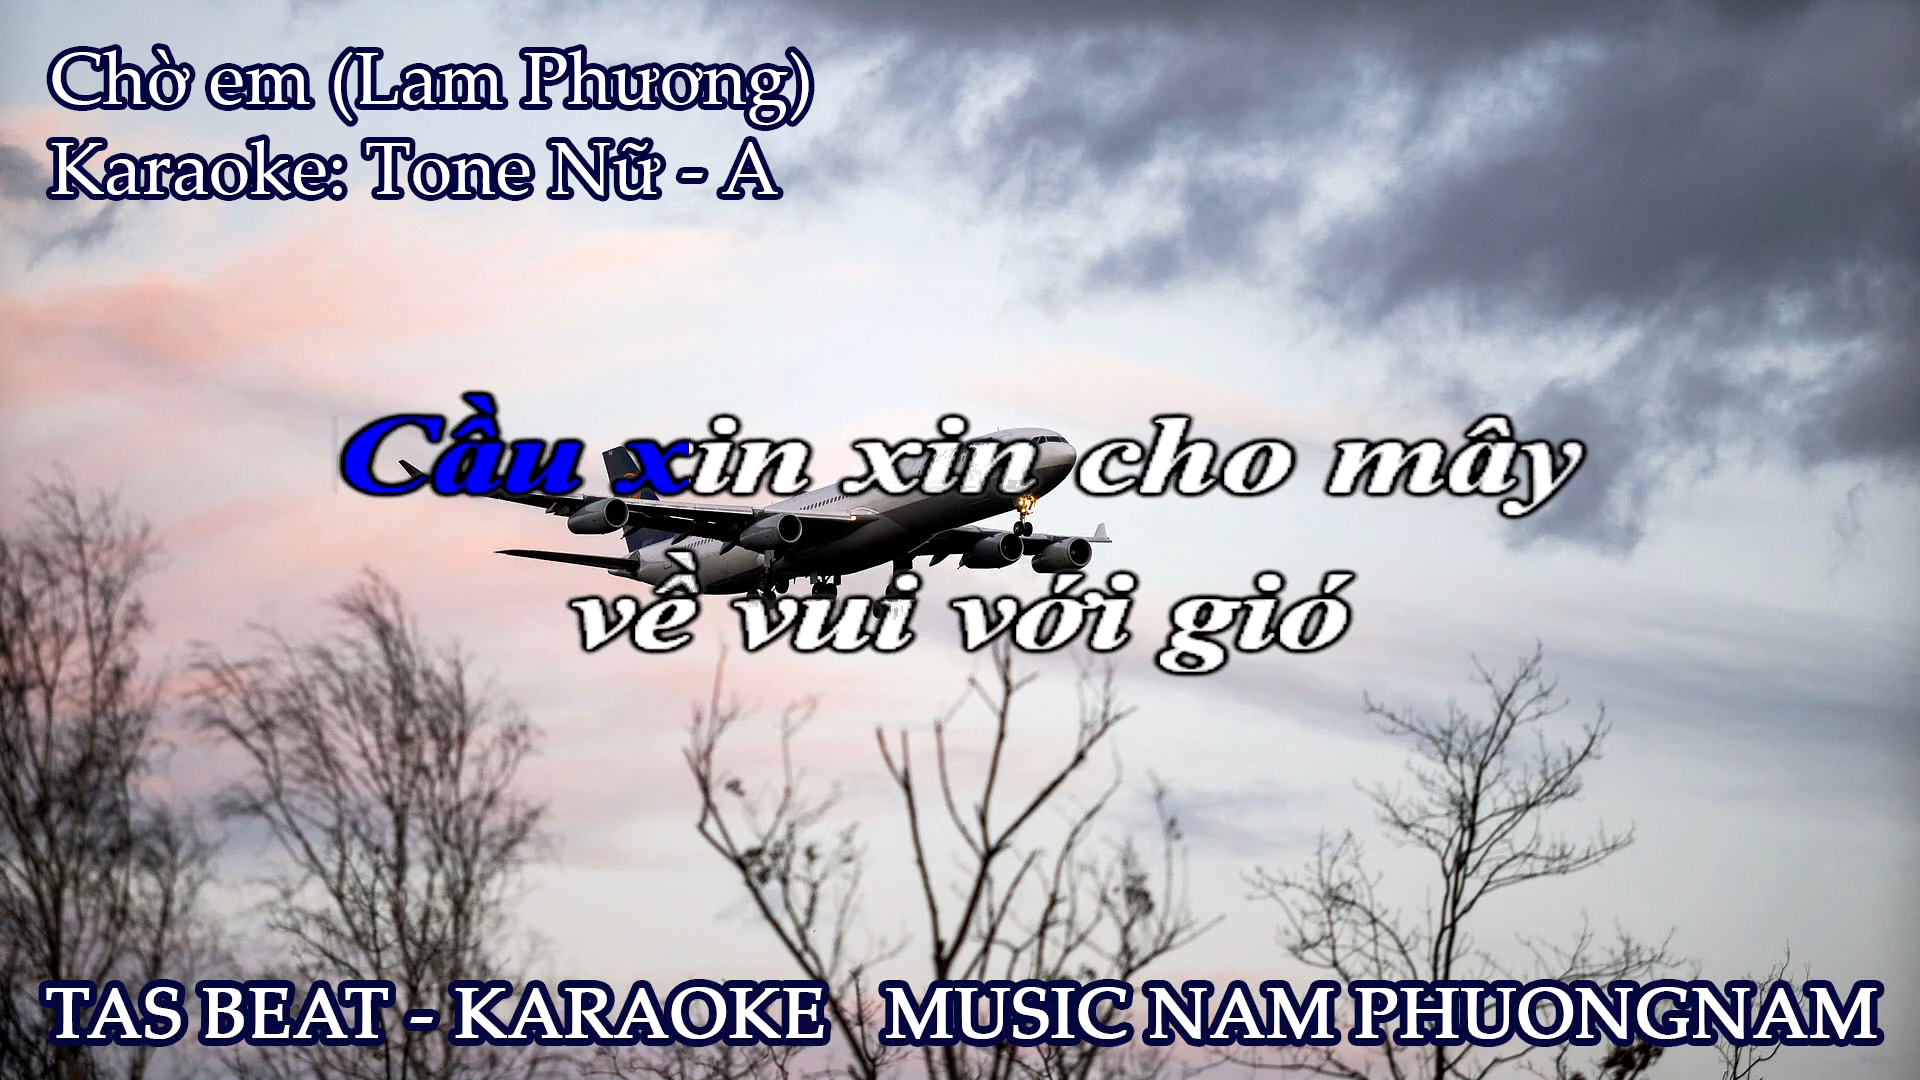 Chờ em (Lam Phương)
Karaoke: Tone Nữ - A
Cầu xin xin cho mây
về vui với gió
TAS BEAT - KARAOKE MUSIC NAM PHUONGNAM